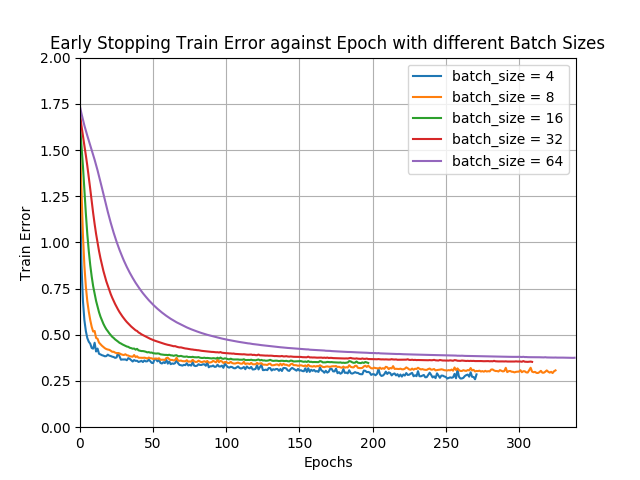 Early Stopping Train Error against Epoch with different Batch Sizes
2.00
1.75
1.50
1.25
1.00
0.75
0.50
0.25
0.00
Train Error
batch_size = 4
batch_size = 8
batch_size = 16
batch_size = 32
batch_size = 64
0 50 100 150 200 250 300
Epochs